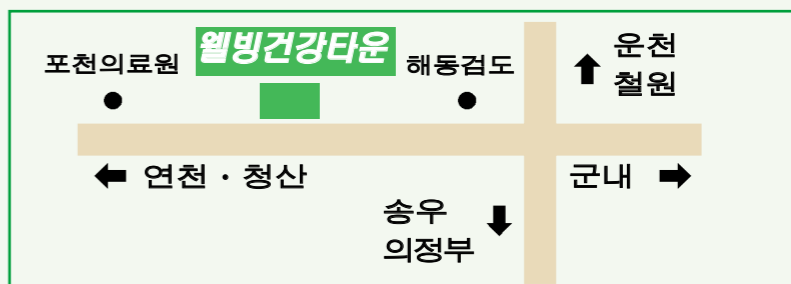 포천의료원
웰빙건강타운
해동검도
운천
철원
연천 · 청산
군내
송우
의정부